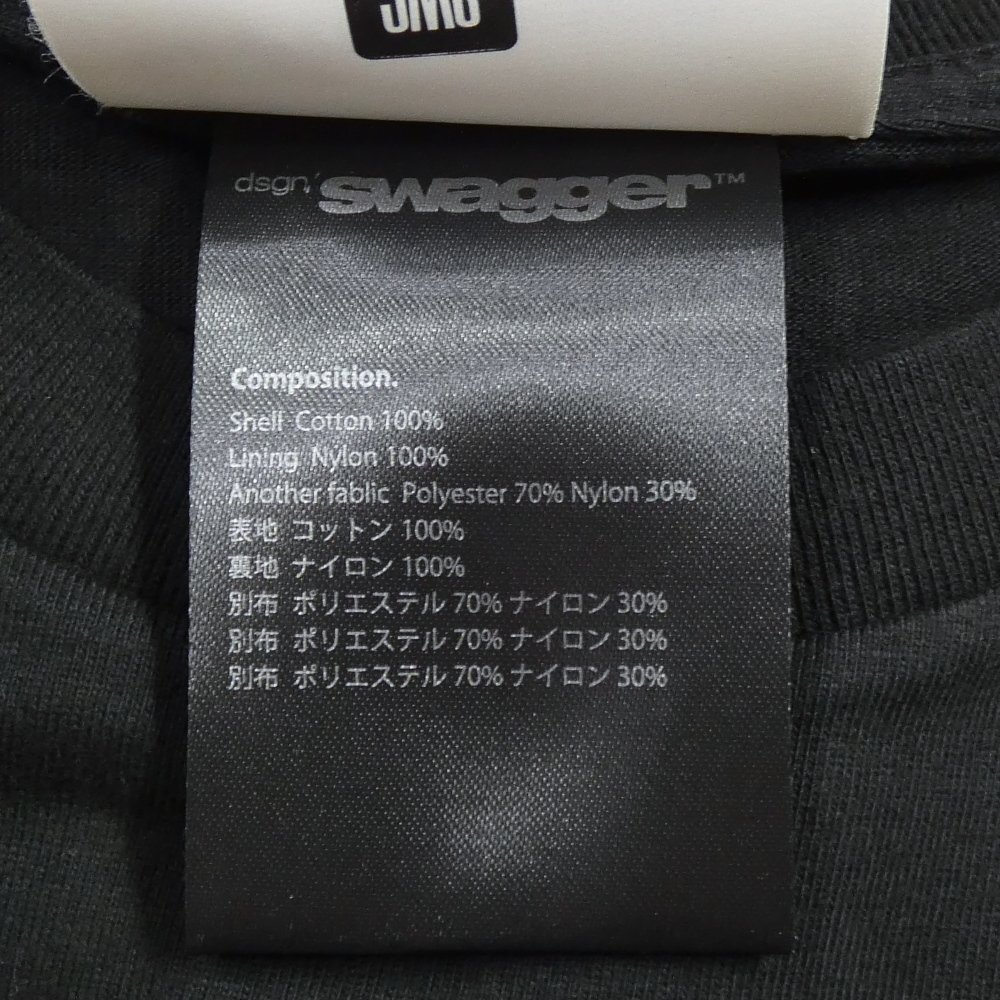 dsgn,' swagger™
Composition.
Shell Cotton 100%
Lining Nylon 100%
Another fablic Polyester 70% Nylon 30%
表地 コットン 100%
裏地 ナイロン 100%
別布 ポリエステル 70% ナイロン 30%
別布 ポリエステル 70% ナイロン 30%
別布 ポリエステル 70% ナイロン 30%